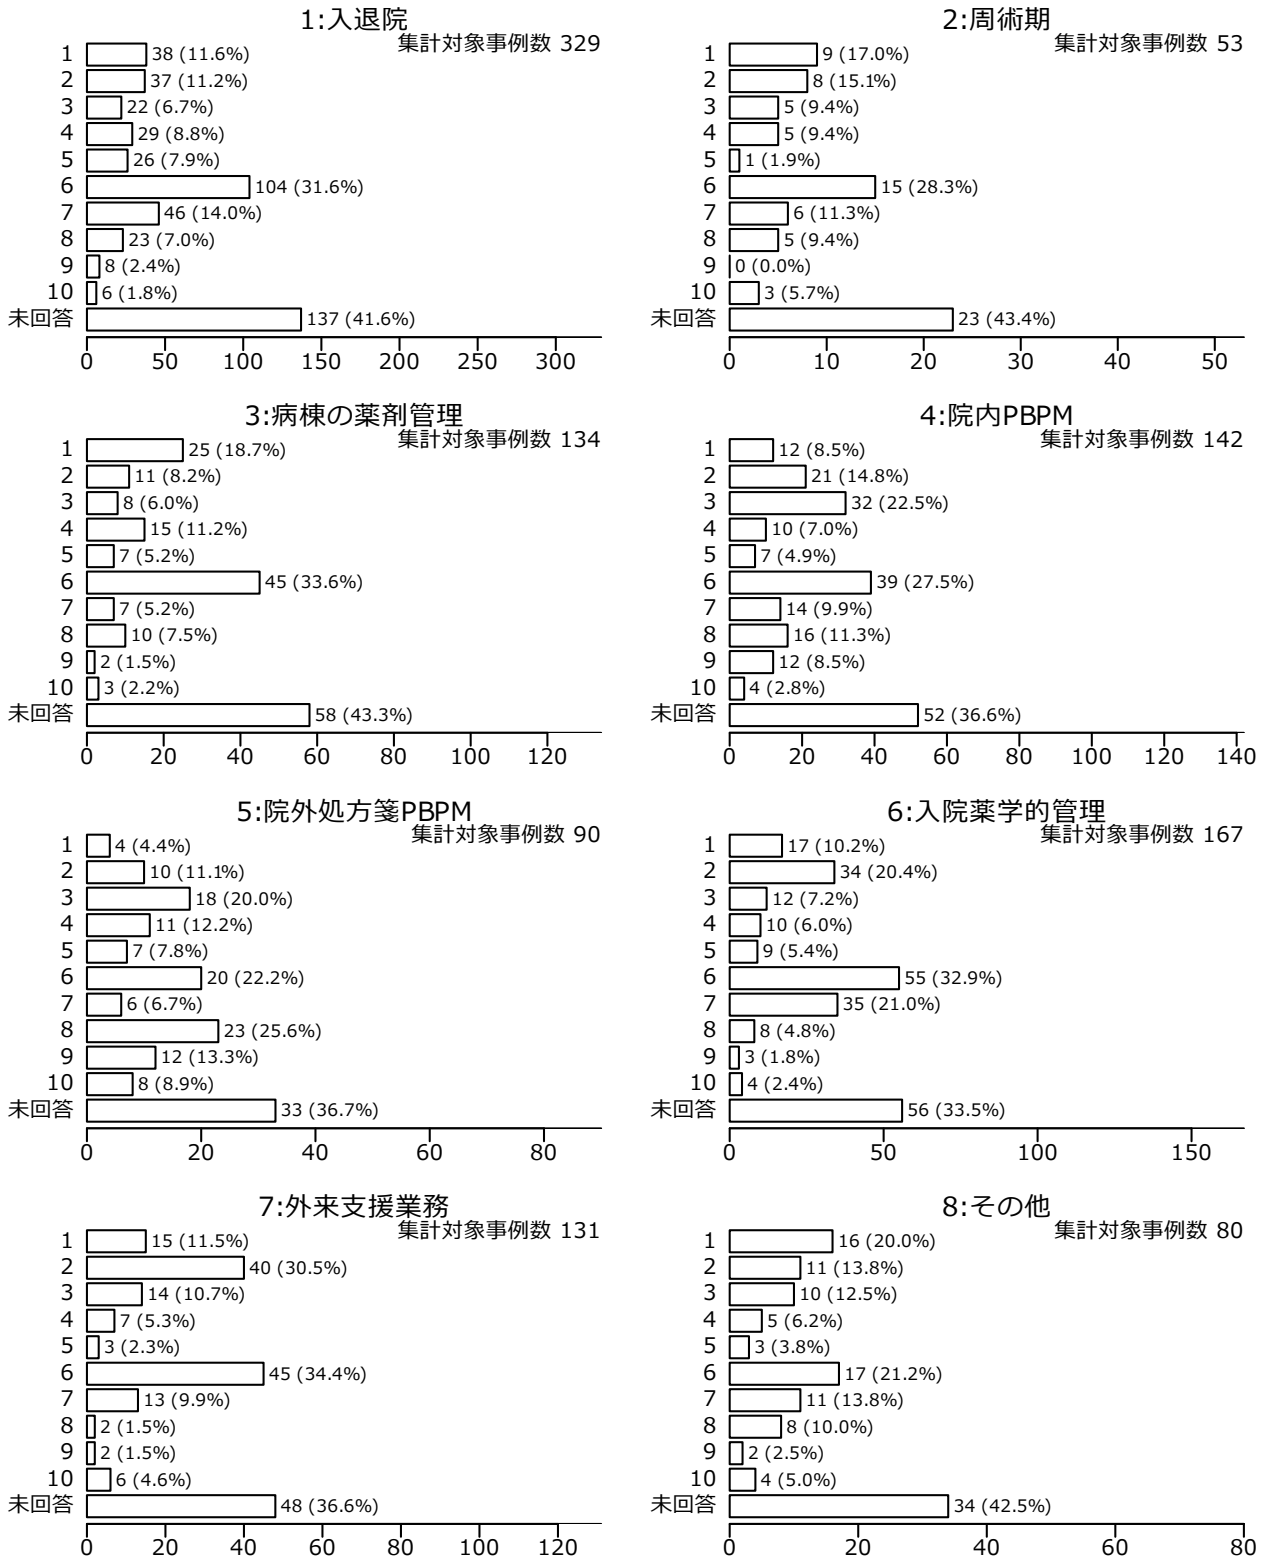 1:入退院
集計対象事例数 329
1 38 (11.6%)
2 37 (11.2%)
3 22 (6.7%)
4 29 (8.8%)
5 26 (7.9%)
6 104 (31.6%)
7 46 (14.0%)
8 23 (7.0%)
9 8 (2.4%)
10 6 (1.8%)
未回答 137 (41.6%)
0 50 100 150 200 250 300
2:周術期
集計対象事例数 53
1 9 (17.0%)
2 8 (15.1%)
3 5 (9.4%)
4 5 (9.4%)
5 1 (1.9%)
6 15 (28.3%)
7 6 (11.3%)
8 5 (9.4%)
9 0 (0.0%)
10 3 (5.7%)
未回答 23 (43.4%)
0 10 20 30 40 50
3:病棟の薬剤管理
集計対象事例数 134
1 25 (18.7%)
2 11 (8.2%)
3 8 (6.0%)
4 15 (11.2%)
5 7 (5.2%)
6 45 (33.6%)
7 7 (5.2%)
8 10 (7.5%)
9 2 (1.5%)
10 3 (2.2%)
未回答 58 (43.3%)
0 20 40 60 80 100 120
4:院内PBPM
集計対象事例数 142
1 12 (8.5%)
2 21 (14.8%)
3 32 (22.5%)
4 10 (7.0%)
5 7 (4.9%)
6 39 (27.5%)
7 14 (9.9%)
8 16 (11.3%)
9 12 (8.5%)
10 4 (2.8%)
未回答 52 (36.6%)
0 20 40 60 80 100 120 140
5:院外処方箋PBPM
集計対象事例数 90
1 4 (4.4%)
2 10 (11.1%)
3 18 (20.0%)
4 11 (12.2%)
5 7 (7.8%)
6 20 (22.2%)
7 6 (6.7%)
8 23 (25.6%)
9 12 (13.3%)
10 8 (8.9%)
未回答 33 (36.7%)
0 20 40 60 80
6:入院薬学的管理
集計対象事例数 167
1 17 (10.2%)
2 34 (20.4%)
3 12 (7.2%)
4 10 (6.0%)
5 9 (5.4%)
6 55 (32.9%)
7 35 (21.0%)
8 8 (4.8%)
9 3 (1.8%)
10 4 (2.4%)
未回答 56 (33.5%)
0 50 100 150
7:外来支援業務
集計対象事例数 131
1 15 (11.5%)
2 40 (30.5%)
3 14 (10.7%)
4 7 (5.3%)
5 3 (2.3%)
6 45 (34.4%)
7 13 (9.9%)
8 2 (1.5%)
9 2 (1.5%)
10 6 (4.6%)
未回答 48 (36.6%)
0 20 40 60 80 100 120
8:その他
集計対象事例数 80
1 16 (20.0%)
2 11 (13.8%)
3 10 (12.5%)
4 5 (6.2%)
5 3 (3.8%)
6 17 (21.2%)
7 11 (13.8%)
8 8 (10.0%)
9 2 (2.5%)
10 4 (5.0%)
未回答 34 (42.5%)
0 20 40 60 80